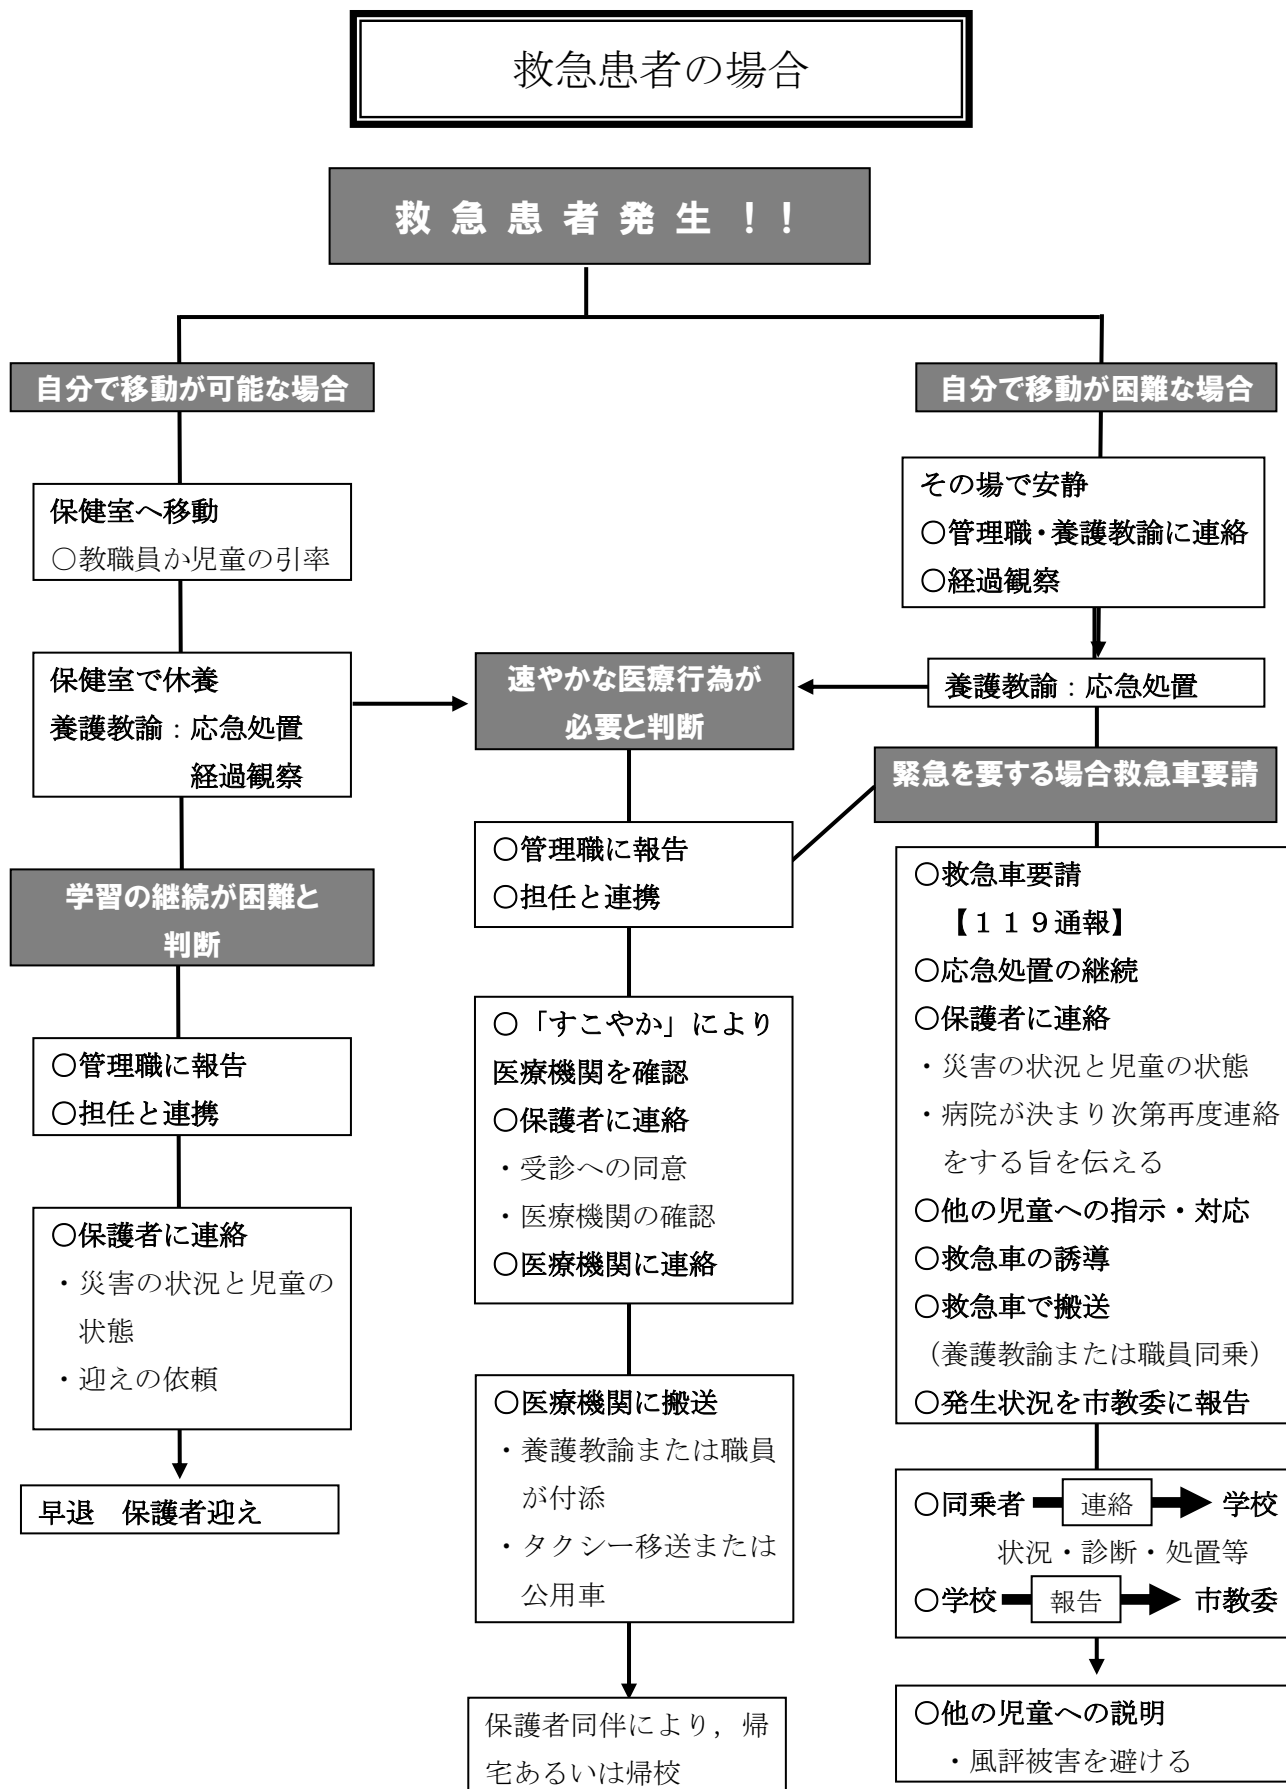 救急患者の場合
救急患者発生！！
自分で移動が可能な場合
保健室へ移動
○教職員か児童の引率
保健室で休養
養護教諭：応急処置
経過観察
学習の継続が困難と
判断
○管理職に報告
○担任と連携
○保護者に連絡
・災害の状況と児童の
状態
・迎えの依頼
早退　保護者迎え
速やかな医療行為が
必要と判断
○管理職に報告
○担任と連携
○「すこやか」により
医療機関を確認
○保護者に連絡
・受診への同意
・医療機関の確認
○医療機関に連絡
○医療機関に搬送
・養護教諭または職員
が付添
・タクシー移送または
公用車
保護者同伴により，帰
宅あるいは帰校
自分で移動が困難な場合
その場で安静
○管理職・養護教諭に連絡
○経過観察
養護教諭：応急処置
緊急を要する場合救急車要請
○救急車要請
【１１９通報】
○応急処置の継続
○保護者に連絡
・災害の状況と児童の状態
・病院が決まり次第再度連絡
をする旨を伝える
○他の児童への指示・対応
○救急車の誘導
○救急車で搬送
（養護教諭または職員同乗）
○発生状況を市教委に報告
○同乗者 連絡 学校
状況・診断・処置等
○学校 報告 市教委
○他の児童への説明
・風評被害を避ける